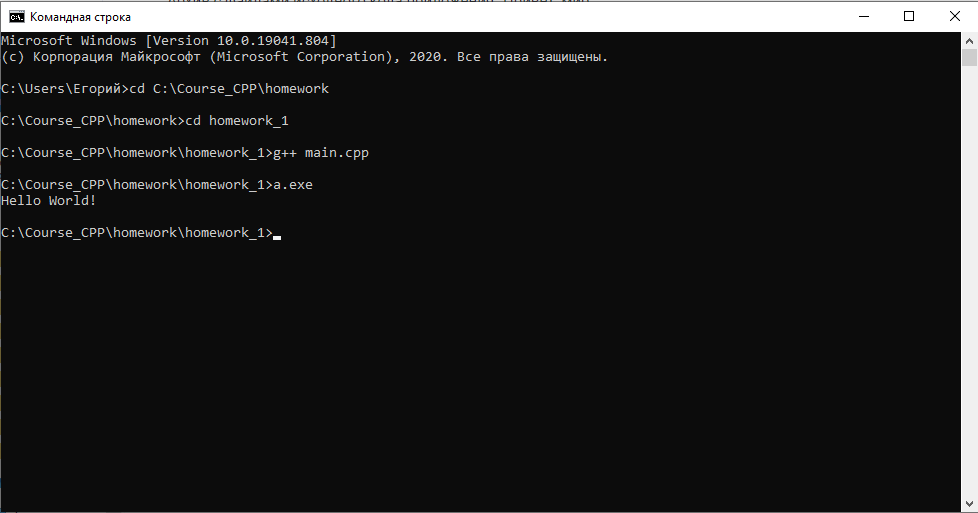 Командная строка
Microsoft Windows [Version 10.0.19041.804]
(c) Корпорация Майкрософт (Microsoft Corporation), 2020. Все права защищены.
C:\Users\Егорий>cd C:\Course_CPP\homework
C:\Course_CPP\homework>cd homework_1
C:\Course_CPP\homework\homework_1>g++ main.cpp
C:\Course_CPP\homework\homework_1>a.exe
Hello World!
C:\Course_CPP\homework\homework_1>